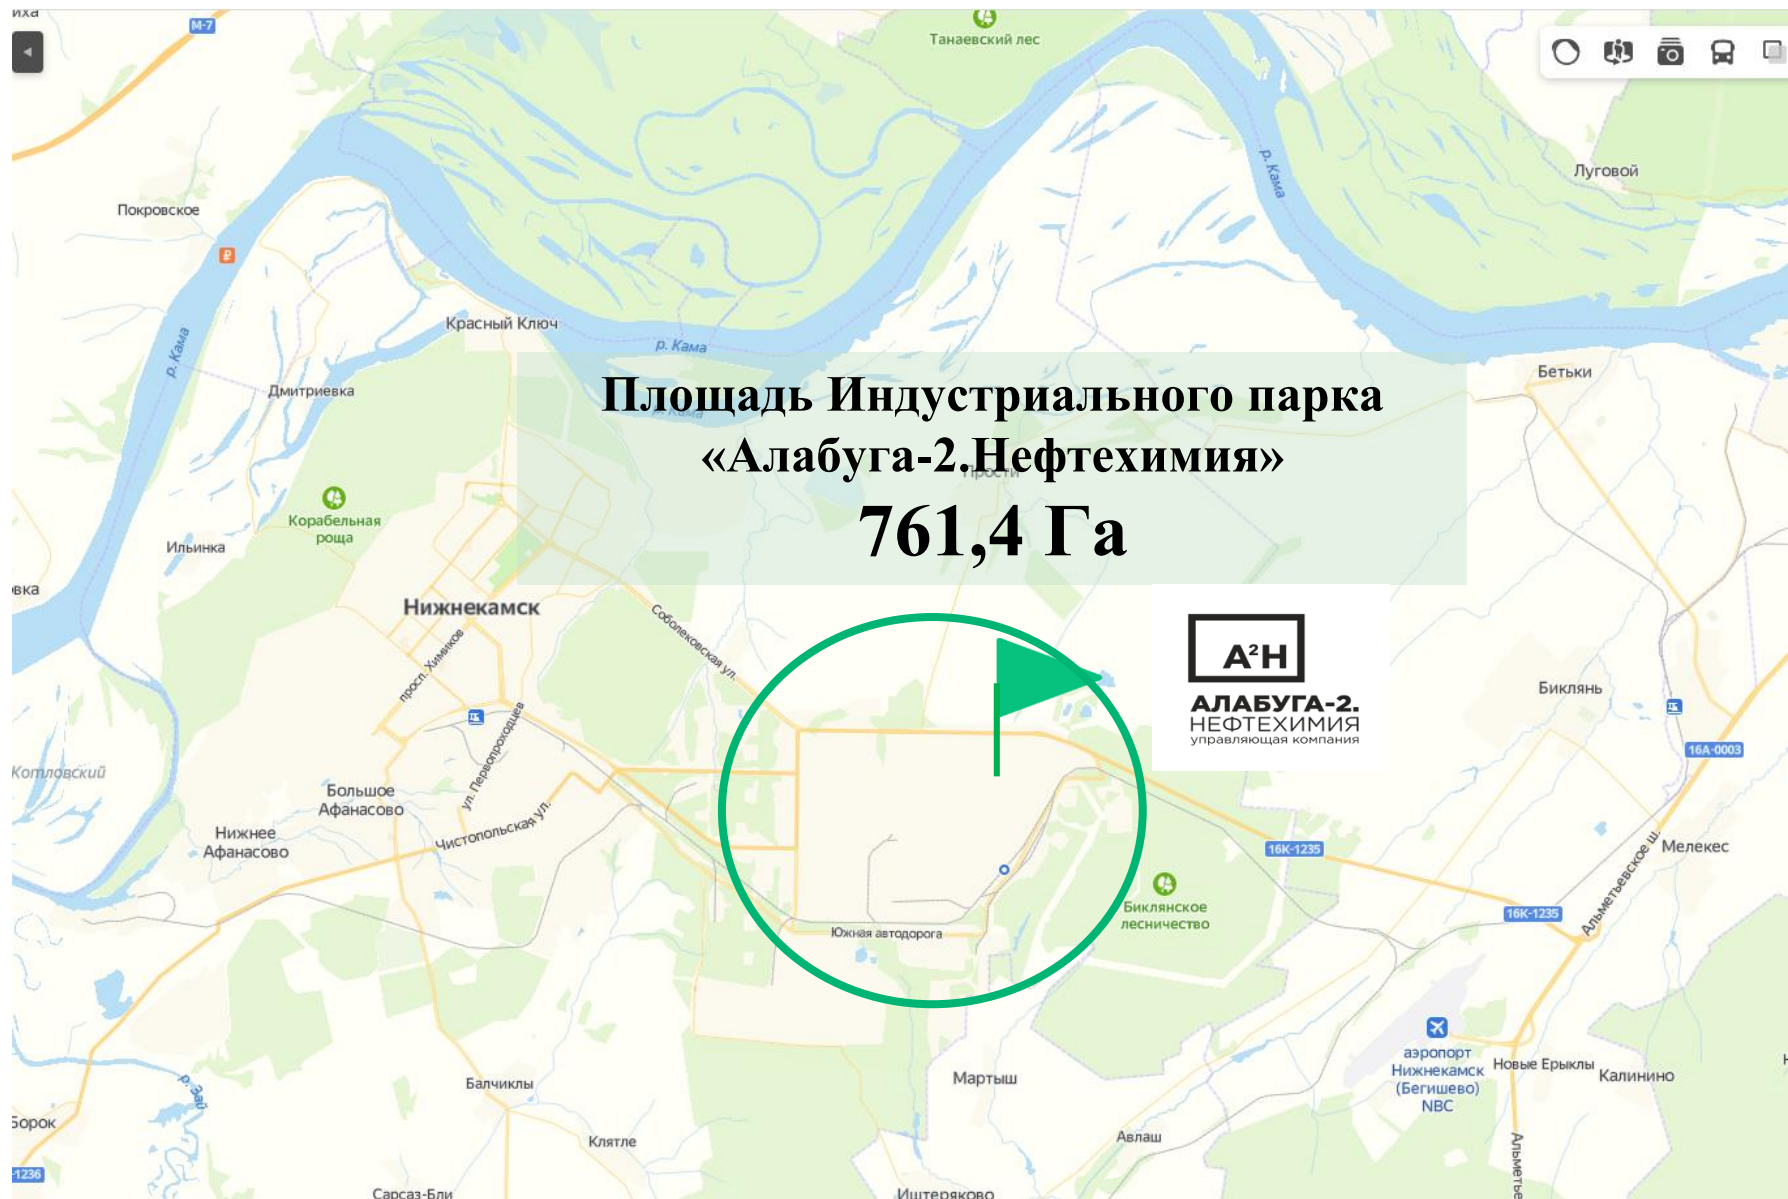 М-7
Танаевский лес
р. Кама
Луговой
Покровское
Красный Ключ
р. Кама
р. Кама
Дмитриевка
Бетьки
Площадь Индустриального парка
«Алабуга-2.Нефтехимия»
Прости
761,4 Га
Корабельная
роща
Ильинка
Нижнекамск
Соболековская ул.
просп. Химиков
ул. Первопроходцев
A²H
АЛАБУГА-2.
НЕФТЕХИМИЯ
управляющая компания
Биклянь
16А-0003
Котловский
Большое
Афанасово
Нижнее
Афанасово
Чистопольская ул.
16К-1235
Альметьевское ш.
Мелекес
Биклянское
лесничество
16К-1235
Южная автодорога
аэропорт
Нижнекамск
(Бегишево)
NBC
Новые Ерыклы
Калинино
р. Зай
Балчиклы
Мартыш
Борок
Клятле
Авлаш
-1236
Сарсаз-Бли
Иштеряково